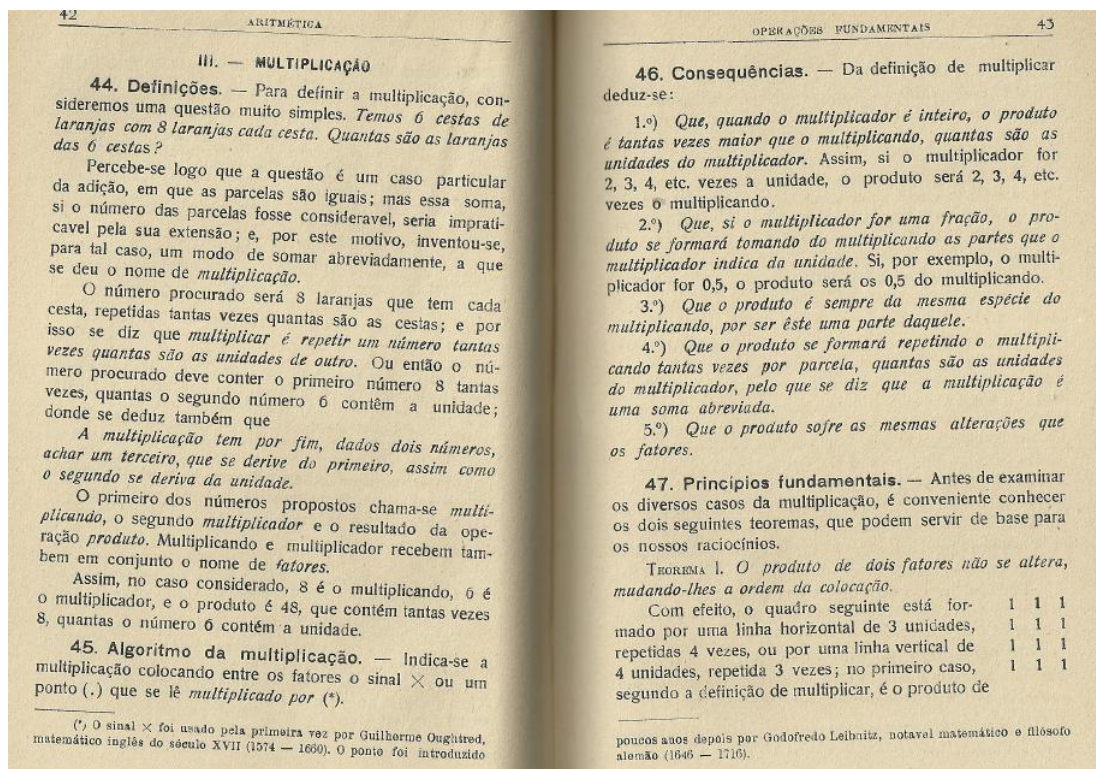 42
ARITMÉTICA
III. — MULTIPLICAÇÃO
44. Definições. — Para definir a multiplicação, con-
sideremos uma questão muito simples. Temos 6 cestas de
laranjas com 8 laranjas cada cesta. Quantas são as laranjas
das 6 cestas?
Percebe-se logo que a questão é um caso particular
da adição, em que as parcelas são iguais; mas essa soma,
si o número das parcelas fosse consideravel, seria imprati-
cavel pela sua extensão; e, por este motivo, inventou-se,
para tal caso, um modo de somar abreviadamente, a que
se deu o nome de multiplicação.
O número procurado será 8 laranjas que tem cada
cesta, repetidas tantas vezes quantas são as cestas; e por
isso se diz que multiplicar é repetir um número tantas
vezes quantas são as unidades de outro. Ou então o nú-
mero procurado deve conter o primeiro número 8 tantas
vezes, quantas o segundo número 6 contêm a unidade;
donde se deduz também que
A multiplicação tem por fim, dados dois números,
achar um terceiro, que se derive do primeiro, assim como
o segundo se deriva da unidade.
O primeiro dos números propostos chama-se multi-
plicando, o segundo multiplicador e o resultado da ope-
ração produto. Multiplicando e multiplicador recebem tam-
bem em conjunto o nome de fatores.
Assim, no caso considerado, 8 é o multiplicando, 6 é
o multiplicador, e o produto é 48, que contém tantas vezes
8, quantas o número 6 contém a unidade.
45. Algoritmo da multiplicação. — Indica-se a
multiplicação colocando entre os fatores o sinal × ou um
ponto (.) que se lê multiplicado por (*).
(*) O sinal × foi usado pela primeira vez por Guilherme Oughtred,
matemático inglês do século XVII (1574 — 1660). O ponto foi introduzido
OPERAÇÕES FUNDAMENTAIS
43
46. Consequências. — Da definição de multiplicar
deduz-se:
1.º) Que, quando o multiplicador é inteiro, o produto
é tantas vezes maior que o multiplicando, quantas são as
unidades do multiplicador. Assim, si o multiplicador for
2, 3, 4, etc. vezes a unidade, o produto será 2, 3, 4, etc.
vezes o multiplicando.
2.º) Que, si o multiplicador for uma fração, o pro-
duto se formará tomando do multiplicando as partes que o
multiplicador indica da unidade. Si, por exemplo, o multi-
plicador for 0,5, o produto será os 0,5 do multiplicando.
3.º) Que o produto é sempre da mesma espécie do
multiplicando, por ser êste uma parte daquele.
4.º) Que o produto se formará repetindo o multipli-
cando tantas vezes por parcela, quantas são as unidades
do multiplicador, pelo que se diz que a multiplicação é
uma soma abreviada.
5.º) Que o produto sofre as mesmas alterações que
os fatores.
47. Princípios fundamentais. — Antes de examinar
os diversos casos da multiplicação, é conveniente conhecer
os dois seguintes teoremas, que podem servir de base para
os nossos raciocínios.
TEOREMA I. O produto de dois fatores não se altera,
mudando-lhes a ordem da colocação.
Com efeito, o quadro seguinte está for- 1 1 1
mado por uma linha horizontal de 3 unidades, 1 1 1
repetidas 4 vezes, ou por uma linha vertical de 1 1 1
4 unidades, repetida 3 vezes; no primeiro caso, 1 1 1
segundo a definição de multiplicar, é o produto de
poucos anos depois por Godofredo Leibnitz, notavel matemático e filósofo
alemão (1646 — 1716).